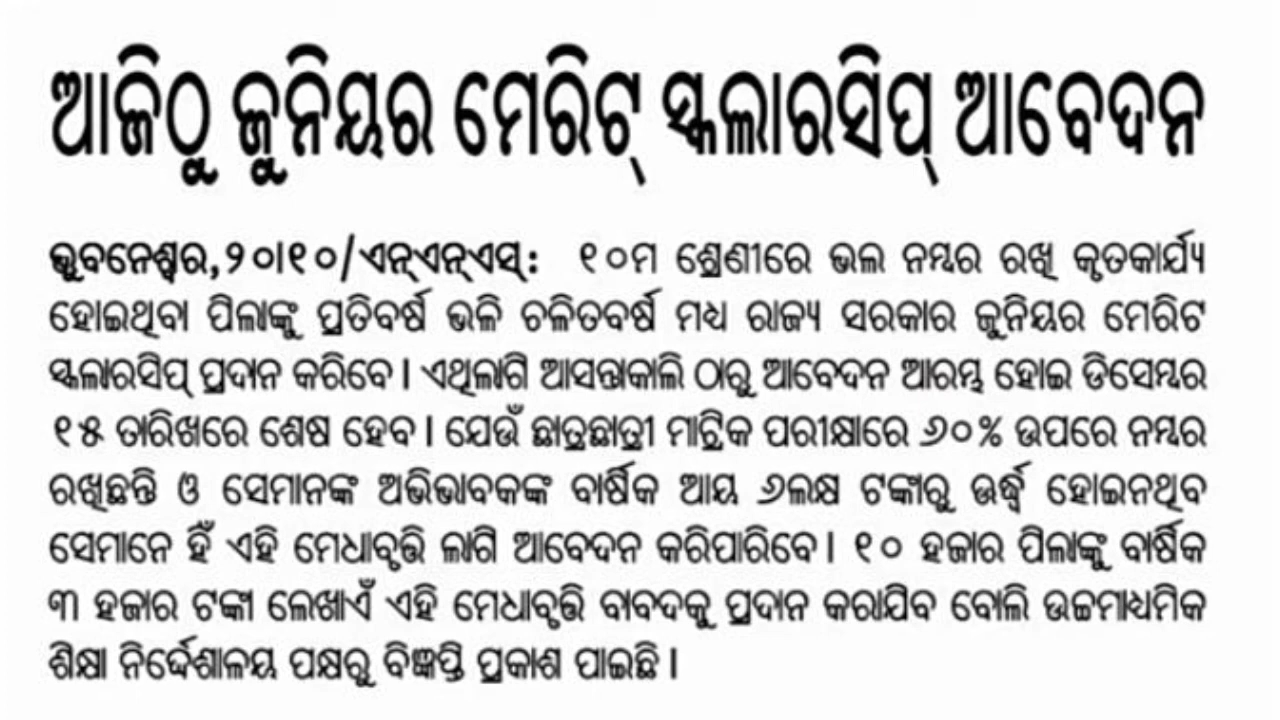 ଆଜିଠୁ ଜୁନିୟର ମେରିଟ୍ ସ୍କଲାରସିପ୍ ଆବେଦନ
ଭୁବନେଶ୍ୱର,୨୦।୧୦/ଏନ୍ଏନ୍ଏସ୍: ୧୦ମ ଶ୍ରେଣୀରେ ଭଲ ନମ୍ବର ରଖି କୃତକାର୍ଯ୍ୟ
ହୋଇଥିବା ପିଲାଙ୍କୁ ପ୍ରତିବର୍ଷ ଭଳି ଚଳିତବର୍ଷ ମଧ୍ୟ ରାଜ୍ୟ ସରକାର ଜୁନିୟର ମେରିଟ
ସ୍କଲାରସିପ୍ ପ୍ରଦାନ କରିବେ। ଏଥିଲାଗି ଆସନ୍ତାକାଲି ଠାରୁ ଆବେଦନ ଆରମ୍ଭ ହୋଇ ଡିସେମ୍ବର
୧୫ ତାରିଖରେ ଶେଷ ହେବ। ଯେଉଁ ଛାତ୍ରଛାତ୍ରୀ ମାଟ୍ରିକ ପରୀକ୍ଷାରେ ୬୦% ଉପରେ ନମ୍ବର
ରଖିଛନ୍ତି ଓ ସେମାନଙ୍କ ଅଭିଭାବକଙ୍କ ବାର୍ଷିକ ଆୟ ୬ଲକ୍ଷ ଟଙ୍କାରୁ ଊର୍ଦ୍ଧ୍ୱ ହୋଇନଥିବ
ସେମାନେ ହିଁ ଏହି ମେଧାବୃତ୍ତି ଲାଗି ଆବେଦନ କରିପାରିବେ। ୧୦ ହଜାର ପିଲାଙ୍କୁ ବାର୍ଷିକ
୩ ହଜାର ଟଙ୍କା ଲେଖାଏଁ ଏହି ମେଧାବୃତ୍ତି ବାବଦକୁ ପ୍ରଦାନ କରାଯିବ ବୋଲି ଉଚ୍ଚମାଧ୍ୟମିକ
ଶିକ୍ଷା ନିର୍ଦ୍ଦେଶାଳୟ ପକ୍ଷରୁ ବିଜ୍ଞପ୍ତି ପ୍ରକାଶ ପାଇଛି।